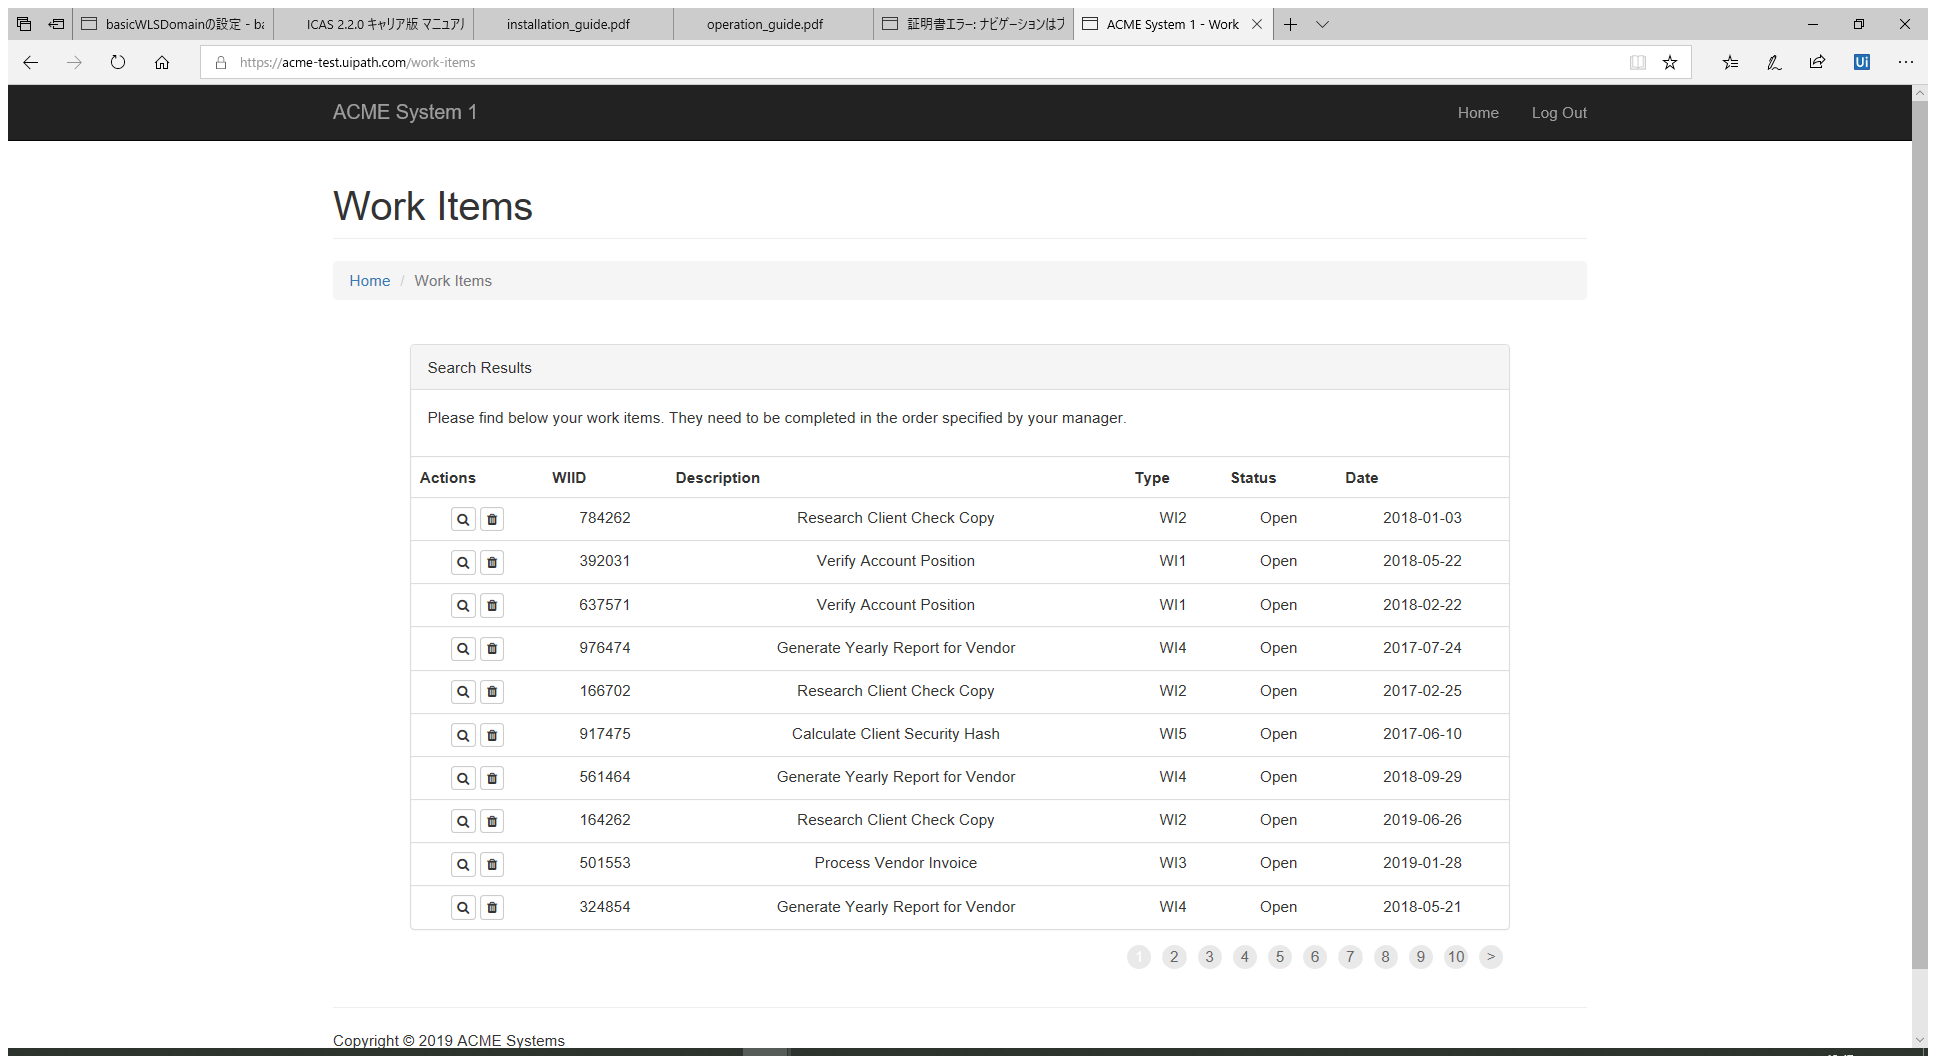 basicWLSDomainの設定 - ba
ICAS 2.2.0 キャリア版 マニュアル
installation_guide.pdf
operation_guide.pdf
証明書エラー: ナビゲーションはブ
ACME System 1 - Work
https://acme-test.uipath.com/work-items
Ui
ACME System 1
Home
Log Out
Work Items
Home / Work Items
Search Results
Please find below your work items. They need to be completed in the order specified by your manager.
Actions WIID Description Type Status Date
784262 Research Client Check Copy WI2 Open 2018-01-03
392031 Verify Account Position WI1 Open 2018-05-22
637571 Verify Account Position WI1 Open 2018-02-22
976474 Generate Yearly Report for Vendor WI4 Open 2017-07-24
166702 Research Client Check Copy WI2 Open 2017-02-25
917475 Calculate Client Security Hash WI5 Open 2017-06-10
561464 Generate Yearly Report for Vendor WI4 Open 2018-09-29
164262 Research Client Check Copy WI2 Open 2019-06-26
501553 Process Vendor Invoice WI3 Open 2019-01-28
324854 Generate Yearly Report for Vendor WI4 Open 2018-05-21
1 2 3 4 5 6 7 8 9 10 >
Copyright © 2019 ACME Systems